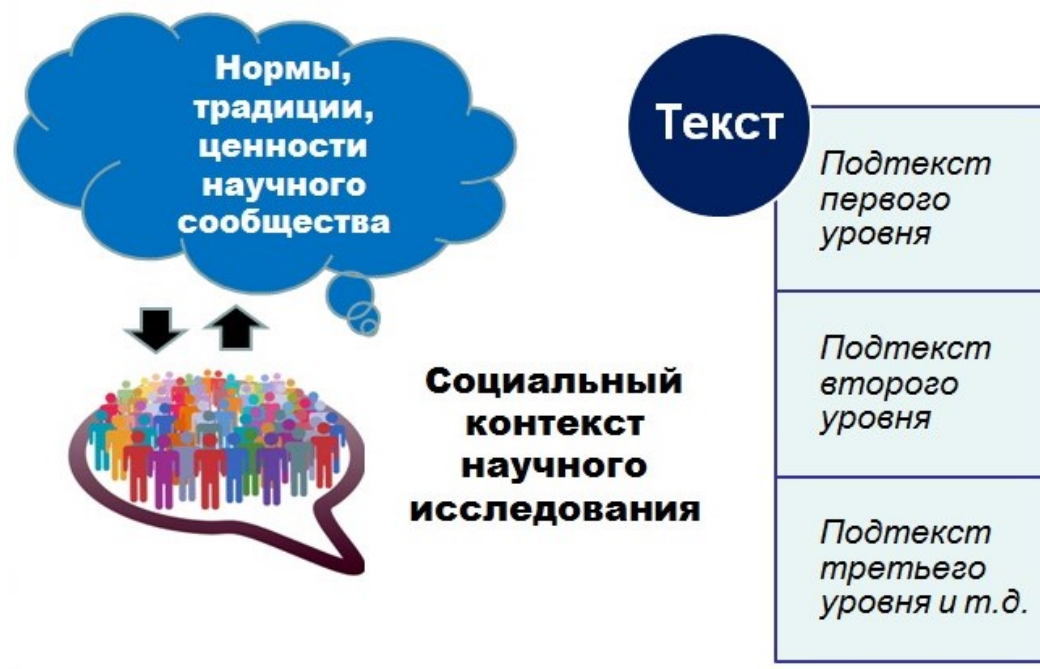 Нормы,
традиции,
ценности
научного
сообщества
Социальный
контекст
научного
исследования
Текст
Подтекст
первого
уровня
Подтекст
второго
уровня
Подтекст
третьего
уровня и т.д.